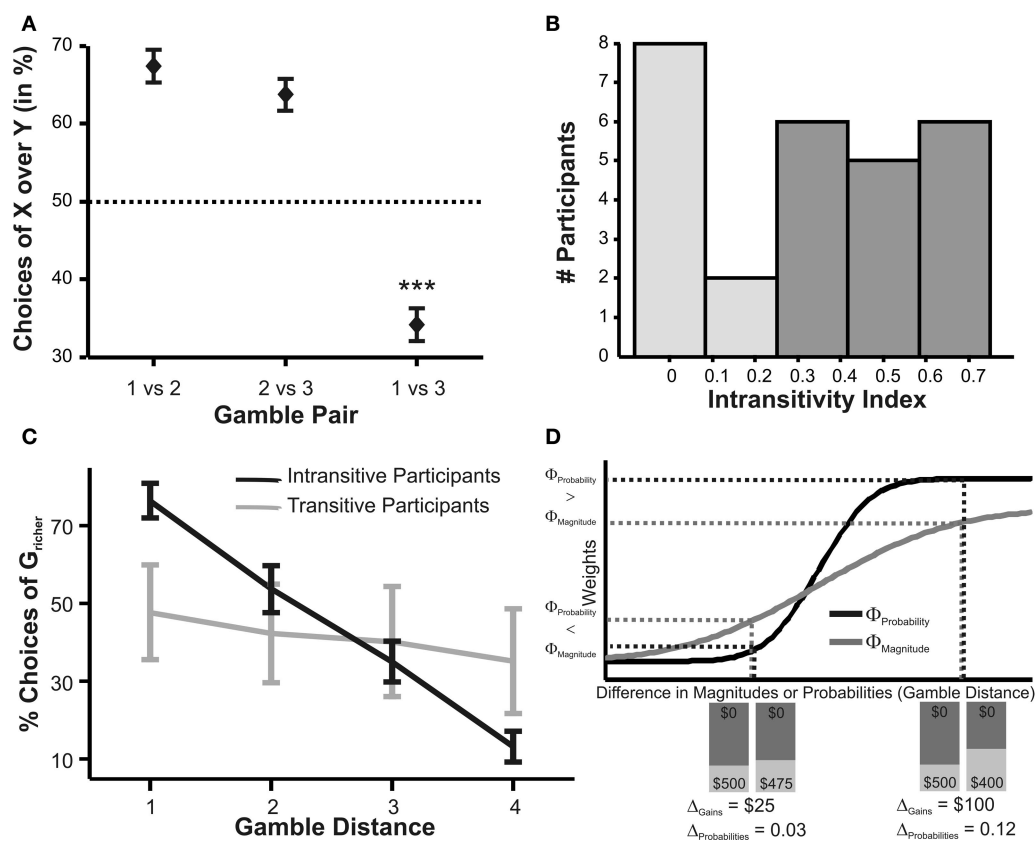 A
Choices of X over Y (in %)
70
60
50
40
30
***
1 vs 2
2 vs 3
1 vs 3
Gamble Pair
B
# Participants
8
7
6
5
4
3
2
1
0
0
0.1
0.2
0.3
0.4
0.5
0.6
0.7
Intransitivity Index
C
% Choices of Gricher
70
50
30
10
Intransitive Participants
Transitive Participants
1
2
3
4
Gamble Distance
D
Weights
ΦProbability
>
ΦMagnitude
ΦProbability
<
ΦMagnitude
ΦProbability
ΦMagnitude
Difference in Magnitudes or Probabilities (Gamble Distance)
$0 $0 $0 $0
$500 $475 $500 $400
ΔGains = $25
ΔProbabilities = 0.03
ΔGains = $100
ΔProbabilities = 0.12